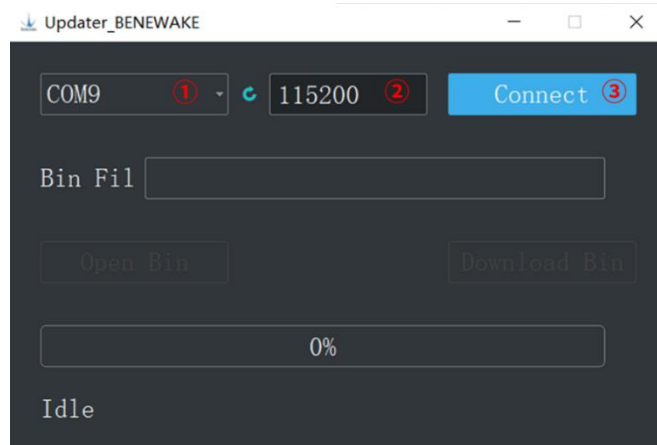 Updater_BENEWAKE
COM9 ① 115200 ② Connect ③
Bin Fil
Open Bin Download Bin
0%
Idle